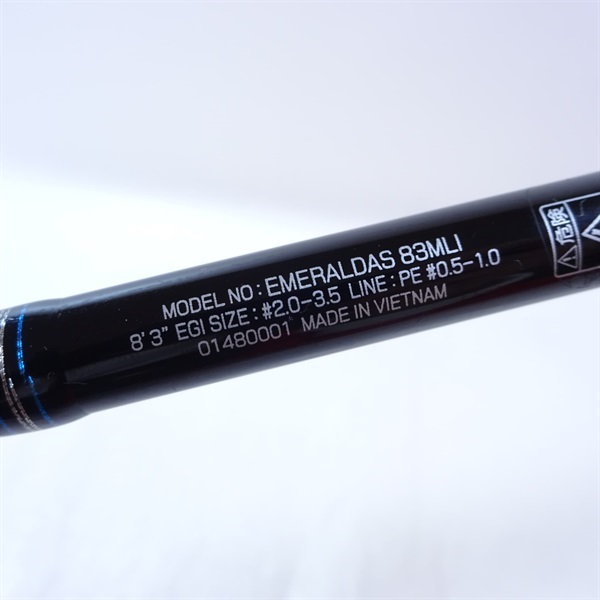 MODEL NO : EMERALDAS 83MLI
8' 3" EGI SIZE : #2.0-3.5 LINE : PE #0.5-1.0
01480001 MADE IN VIETNAM
危険